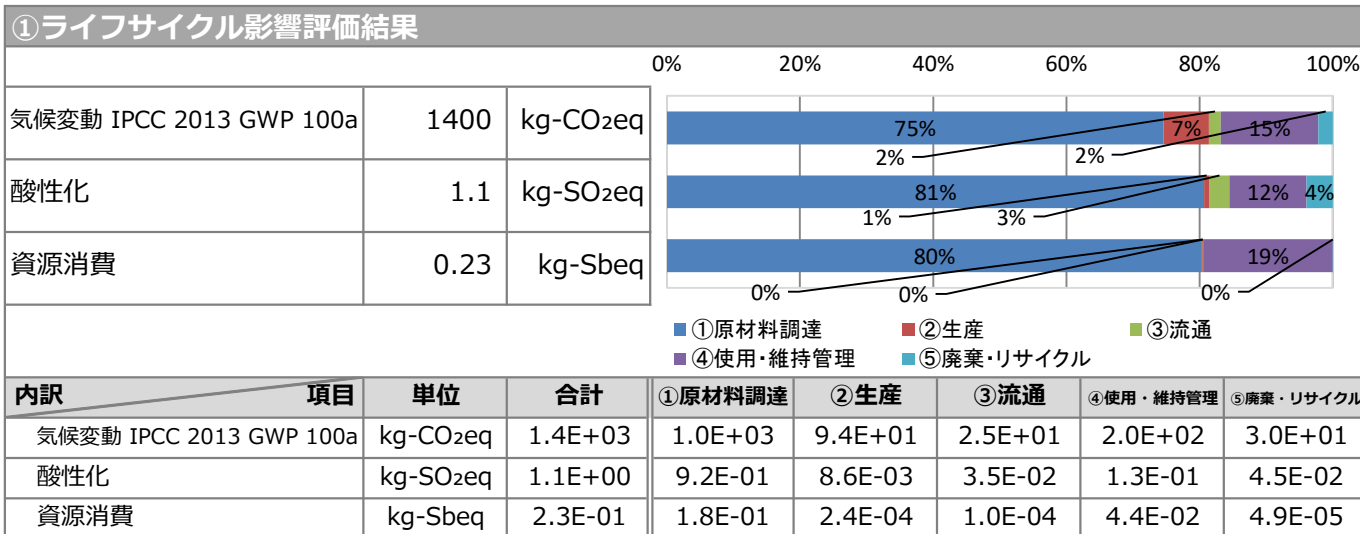 ①ライフサイクル影響評価結果
0% 20% 40% 60% 80% 100%
気候変動 IPCC 2013 GWP 100a 1400 kg-CO₂eq 75% 7% 15%
2% 2%
酸性化 1.1 kg-SO₂eq 81% 12% 4%
1% 3%
資源消費 0.23 kg-Sbeq 80% 19%
0% 0% 0%
①原材料調達 ②生産 ③流通
④使用・維持管理 ⑤廃棄・リサイクル
内訳 項目 単位 合計 ①原材料調達 ②生産 ③流通 ④使用・維持管理 ⑤廃棄・リサイクル
気候変動 IPCC 2013 GWP 100a kg-CO₂eq 1.4E+03 1.0E+03 9.4E+01 2.5E+01 2.0E+02 3.0E+01
酸性化 kg-SO₂eq 1.1E+00 9.2E-01 8.6E-03 3.5E-02 1.3E-01 4.5E-02
資源消費 kg-Sbeq 2.3E-01 1.8E-01 2.4E-04 1.0E-04 4.4E-02 4.9E-05